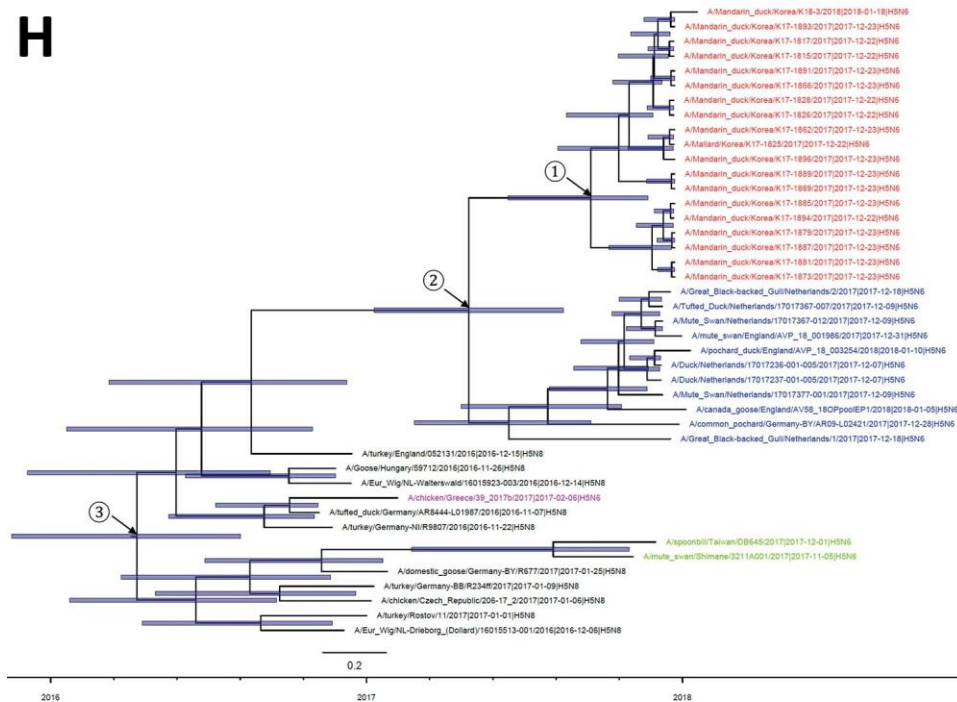 H
A/Mandarin_duck/Korea/K18-3/2018|2018-01-18|H5N6
A/Mandarin_duck/Korea/K17-1893/2017|2017-12-23|H5N6
A/Mandarin_duck/Korea/K17-1817/2017|2017-12-22|H5N6
A/Mandarin_duck/Korea/K17-1815/2017|2017-12-22|H5N6
A/Mandarin_duck/Korea/K17-1891/2017|2017-12-23|H5N6
A/Mandarin_duck/Korea/K17-1866/2017|2017-12-23|H5N6
A/Mandarin_duck/Korea/K17-1828/2017|2017-12-22|H5N6
A/Mandarin_duck/Korea/K17-1826/2017|2017-12-22|H5N6
A/Mandarin_duck/Korea/K17-1862/2017|2017-12-23|H5N6
A/Mallard/Korea/K17-1825/2017|2017-12-22|H5N6
A/Mandarin_duck/Korea/K17-1896/2017|2017-12-23|H5N6
A/Mandarin_duck/Korea/K17-1889/2017|2017-12-23|H5N6
①
A/Mandarin_duck/Korea/K17-1869/2017|2017-12-23|H5N6
A/Mandarin_duck/Korea/K17-1885/2017|2017-12-23|H5N6
A/Mandarin_duck/Korea/K17-1894/2017|2017-12-22|H5N6
A/Mandarin_duck/Korea/K17-1879/2017|2017-12-23|H5N6
A/Mandarin_duck/Korea/K17-1887/2017|2017-12-23|H5N6
②
A/Mandarin_duck/Korea/K17-1881/2017|2017-12-23|H5N6
A/Mandarin_duck/Korea/K17-1873/2017|2017-12-23|H5N6
A/Great_Black-backed_Gull/Netherlands/2/2017|2017-12-18|H5N6
A/Tufted_Duck/Netherlands/17017367-007/2017|2017-12-09|H5N6
A/Mute_Swan/Netherlands/17017367-012/2017|2017-12-09|H5N6
A/mute_swan/England/AVP_18_001986/2017|2017-12-31|H5N6
A/pochard_duck/England/AVP_18_003254/2018|2018-01-10|H5N6
A/Duck/Netherlands/17017236-001-005/2017|2017-12-07|H5N6
A/Duck/Netherlands/17017237-001-005/2017|2017-12-07|H5N6
A/Mute_Swan/Netherlands/17017377-001/2017|2017-12-09|H5N6
A/canada_goose/England/AV58_18OPpoolEP1/2018|2018-01-05|H5N6
A/common_pochard/Germany-BY/AR09-L02421/2017|2017-12-28|H5N6
A/Great_Black-backed_Gull/Netherlands/1/2017|2017-12-18|H5N6
A/turkey/England/052131/2016|2016-12-15|H5N8
A/Goose/Hungary/59712/2016|2016-11-26|H5N8
A/Eur_Wig/NL-Walterswald/16015923-003/2016|2016-12-14|H5N8
A/chicken/Greece/39_2017b/2017|2017-02-06|H5N6
③
A/tufted_duck/Germany/AR8444-L01987/2016|2016-11-07|H5N8
A/turkey/Germany-NI/R9807/2016|2016-11-22|H5N8
A/spoonbill/Taiwan/DB645/2017|2017-12-01|H5N6
A/mute_swan/Shimane/3211A001/2017|2017-11-05|H5N6
A/domestic_goose/Germany-BY/R677/2017|2017-01-25|H5N8
A/turkey/Germany-BB/R234ff/2017|2017-01-09|H5N8
A/chicken/Czech_Republic/206-17_2/2017|2017-01-06|H5N8
A/turkey/Rostov/11/2017|2017-01-01|H5N8
A/Eur_Wig/NL-Drieborg_(Dollard)/16015513-001/2016|2016-12-06|H5N8
0.2
2016 2017 2018